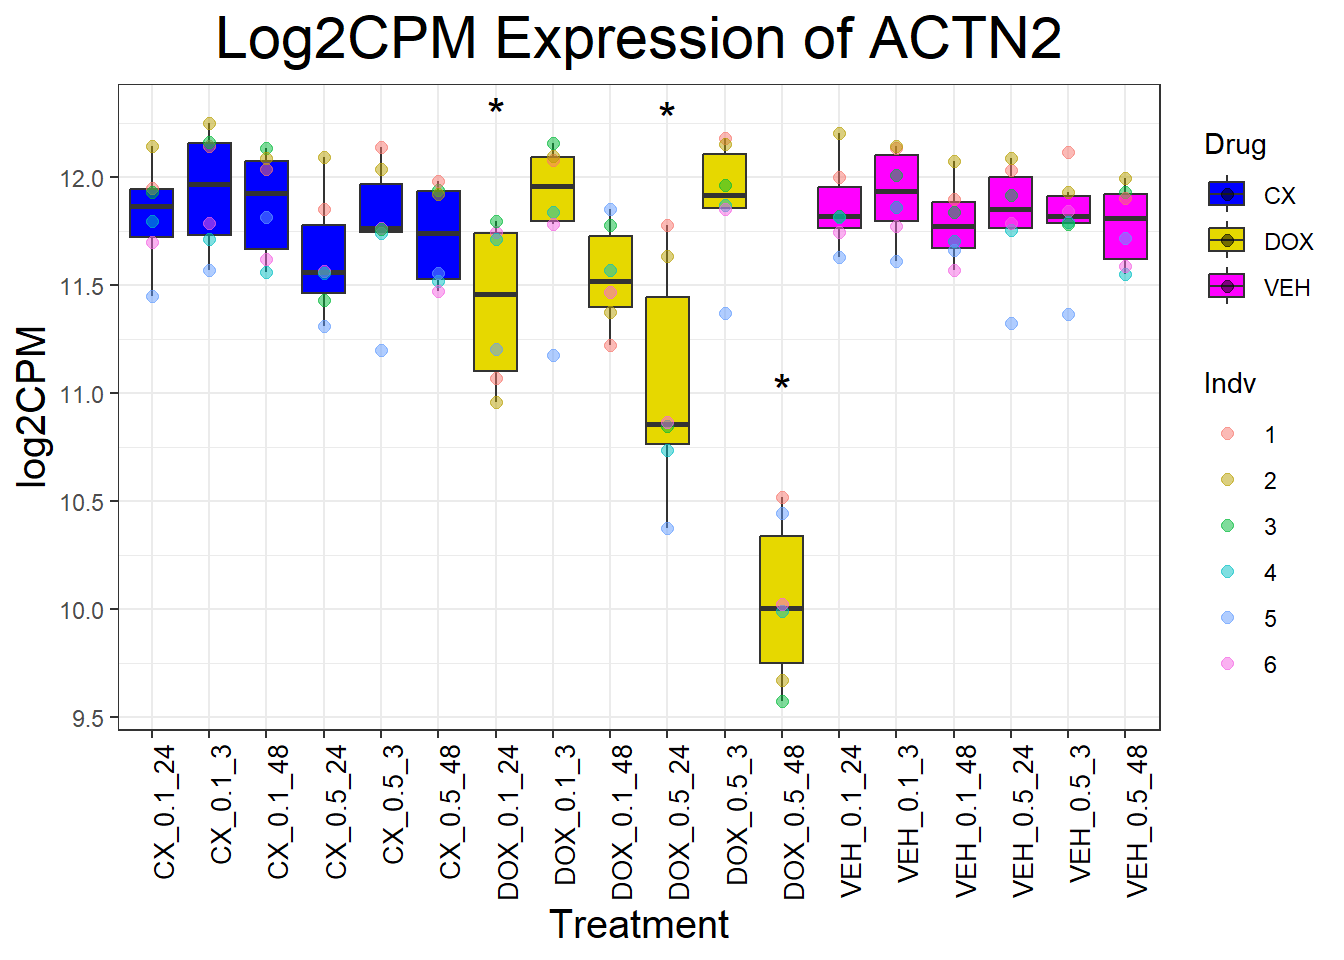 Log2CPM Expression of ACTN2
*
*
*
log2CPM
12.0
11.5
11.0
10.5
10.0
9.5
CX_0.1_24
CX_0.1_3
CX_0.1_48
CX_0.5_24
CX_0.5_3
CX_0.5_48
DOX_0.1_24
DOX_0.1_3
DOX_0.1_48
DOX_0.5_24
DOX_0.5_3
DOX_0.5_48
VEH_0.1_24
VEH_0.1_3
VEH_0.1_48
VEH_0.5_24
VEH_0.5_3
VEH_0.5_48
Treatment
Drug
CX
DOX
VEH
Indv
1
2
3
4
5
6